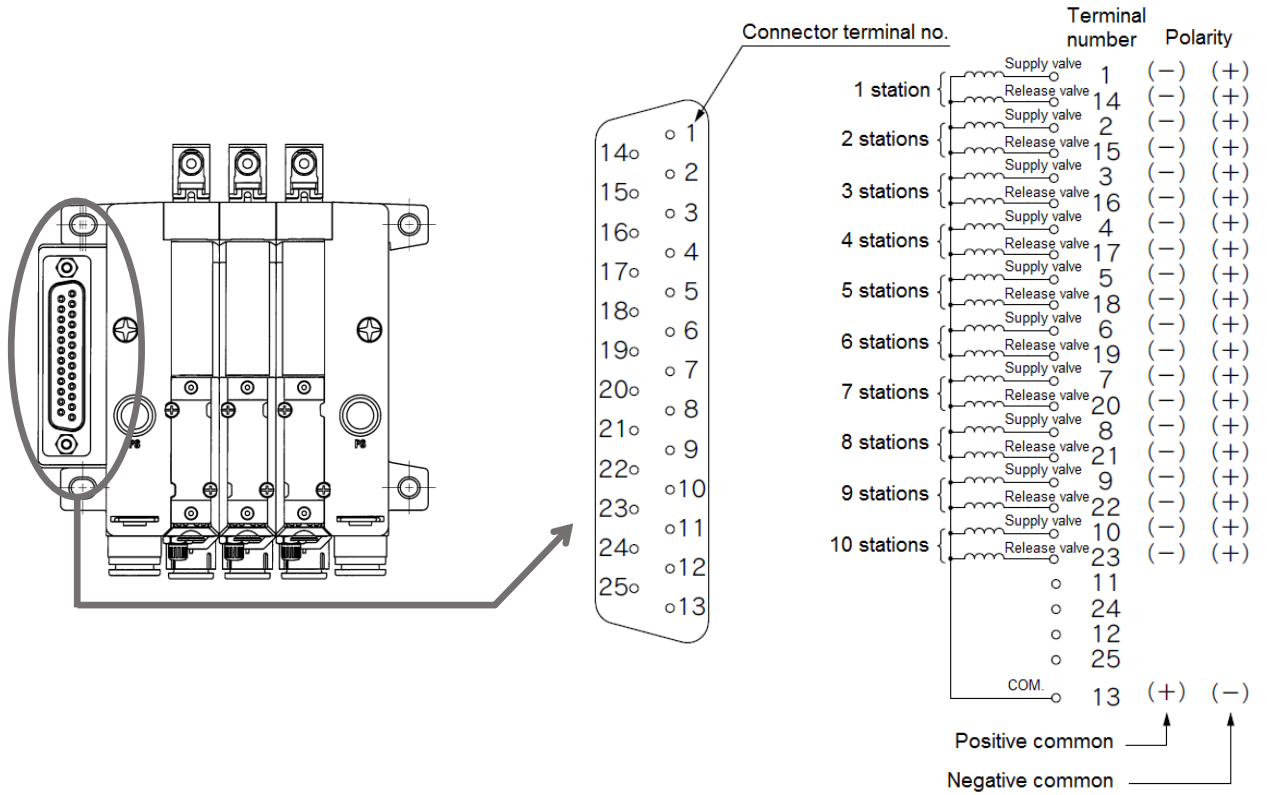 Connector terminal no.
Terminal number Polarity
1
14
2
15
3
16
4
17
5
18
6
19
7
20
8
21
9
22
10
23
11
24
12
25
13
PS PS
1 station Supply valve 1 (−) (+)
Release valve 14 (−) (+)
2 stations Supply valve 2 (−) (+)
Release valve 15 (−) (+)
3 stations Supply valve 3 (−) (+)
Release valve 16 (−) (+)
4 stations Supply valve 4 (−) (+)
Release valve 17 (−) (+)
5 stations Supply valve 5 (−) (+)
Release valve 18 (−) (+)
6 stations Supply valve 6 (−) (+)
Release valve 19 (−) (+)
7 stations Supply valve 7 (−) (+)
Release valve 20 (−) (+)
8 stations Supply valve 8 (−) (+)
Release valve 21 (−) (+)
9 stations Supply valve 9 (−) (+)
Release valve 22 (−) (+)
10 stations Supply valve 10 (−) (+)
Release valve 23 (−) (+)
11
24
12
25
COM. 13 (+) (−)
Positive common
Negative common